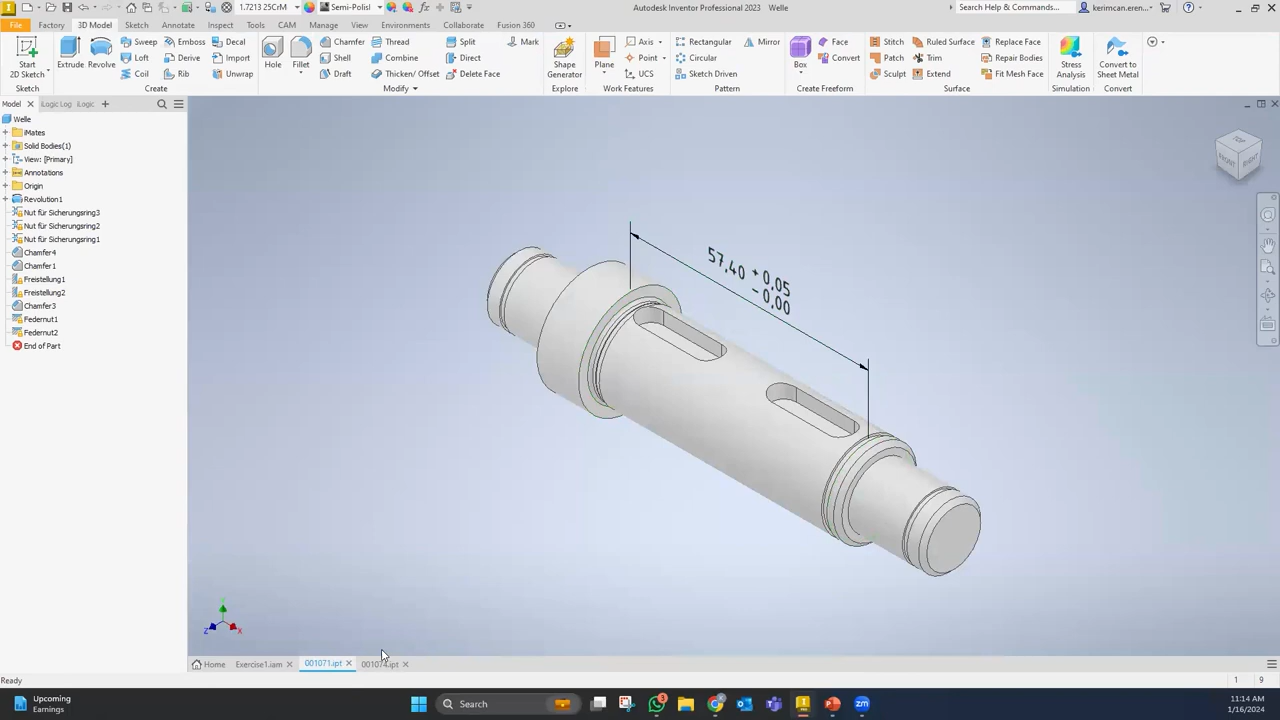 1.7213 25CrM
Semi-Polisl
Autodesk Inventor Professional 2023 Welle
Search Help & Commands...
kerimcan.eren...
File Factory 3D Model Sketch Annotate Inspect Tools CAM Manage View Environments Collaborate Fusion 360
Start
2D Sketch
Extrude
Revolve
Sweep
Loft
Coil
Emboss
Derive
Rib
Decal
Import
Unwrap
Hole
Fillet
Chamfer
Shell
Draft
Thread
Combine
Thicken/ Offset
Split
Direct
Delete Face
Mark
Shape
Generator
Plane
Axis
Point
UCS
Rectangular
Circular
Sketch Driven
Mirror
Box
Face
Convert
Stitch
Patch
Sculpt
Ruled Surface
Trim
Extend
Replace Face
Repair Bodies
Fit Mesh Face
Stress
Analysis
Convert to
Sheet Metal
Sketch Create Modify Explore Work Features Pattern Create Freeform Surface Simulation Convert
Model iLogic Log iLogic
Welle
iMates
Solid Bodies(1)
View: [Primary]
Annotations
Origin
Revolution1
Nut für Sicherungsring3
Nut für Sicherungsring2
Nut für Sicherungsring1
Chamfer4
Chamfer1
Freistellung1
Freistellung2
Chamfer3
Federnut1
Federnut2
End of Part
57,40 +0,05
-0,00
TOP
FRONT RIGHT
Y
Z X
Home Exercise1.iam 001071.ipt 001074.ipt
Ready
1 9
Upcoming
Earnings
Search
3
PRO
zm
11:14 AM
1/16/2024